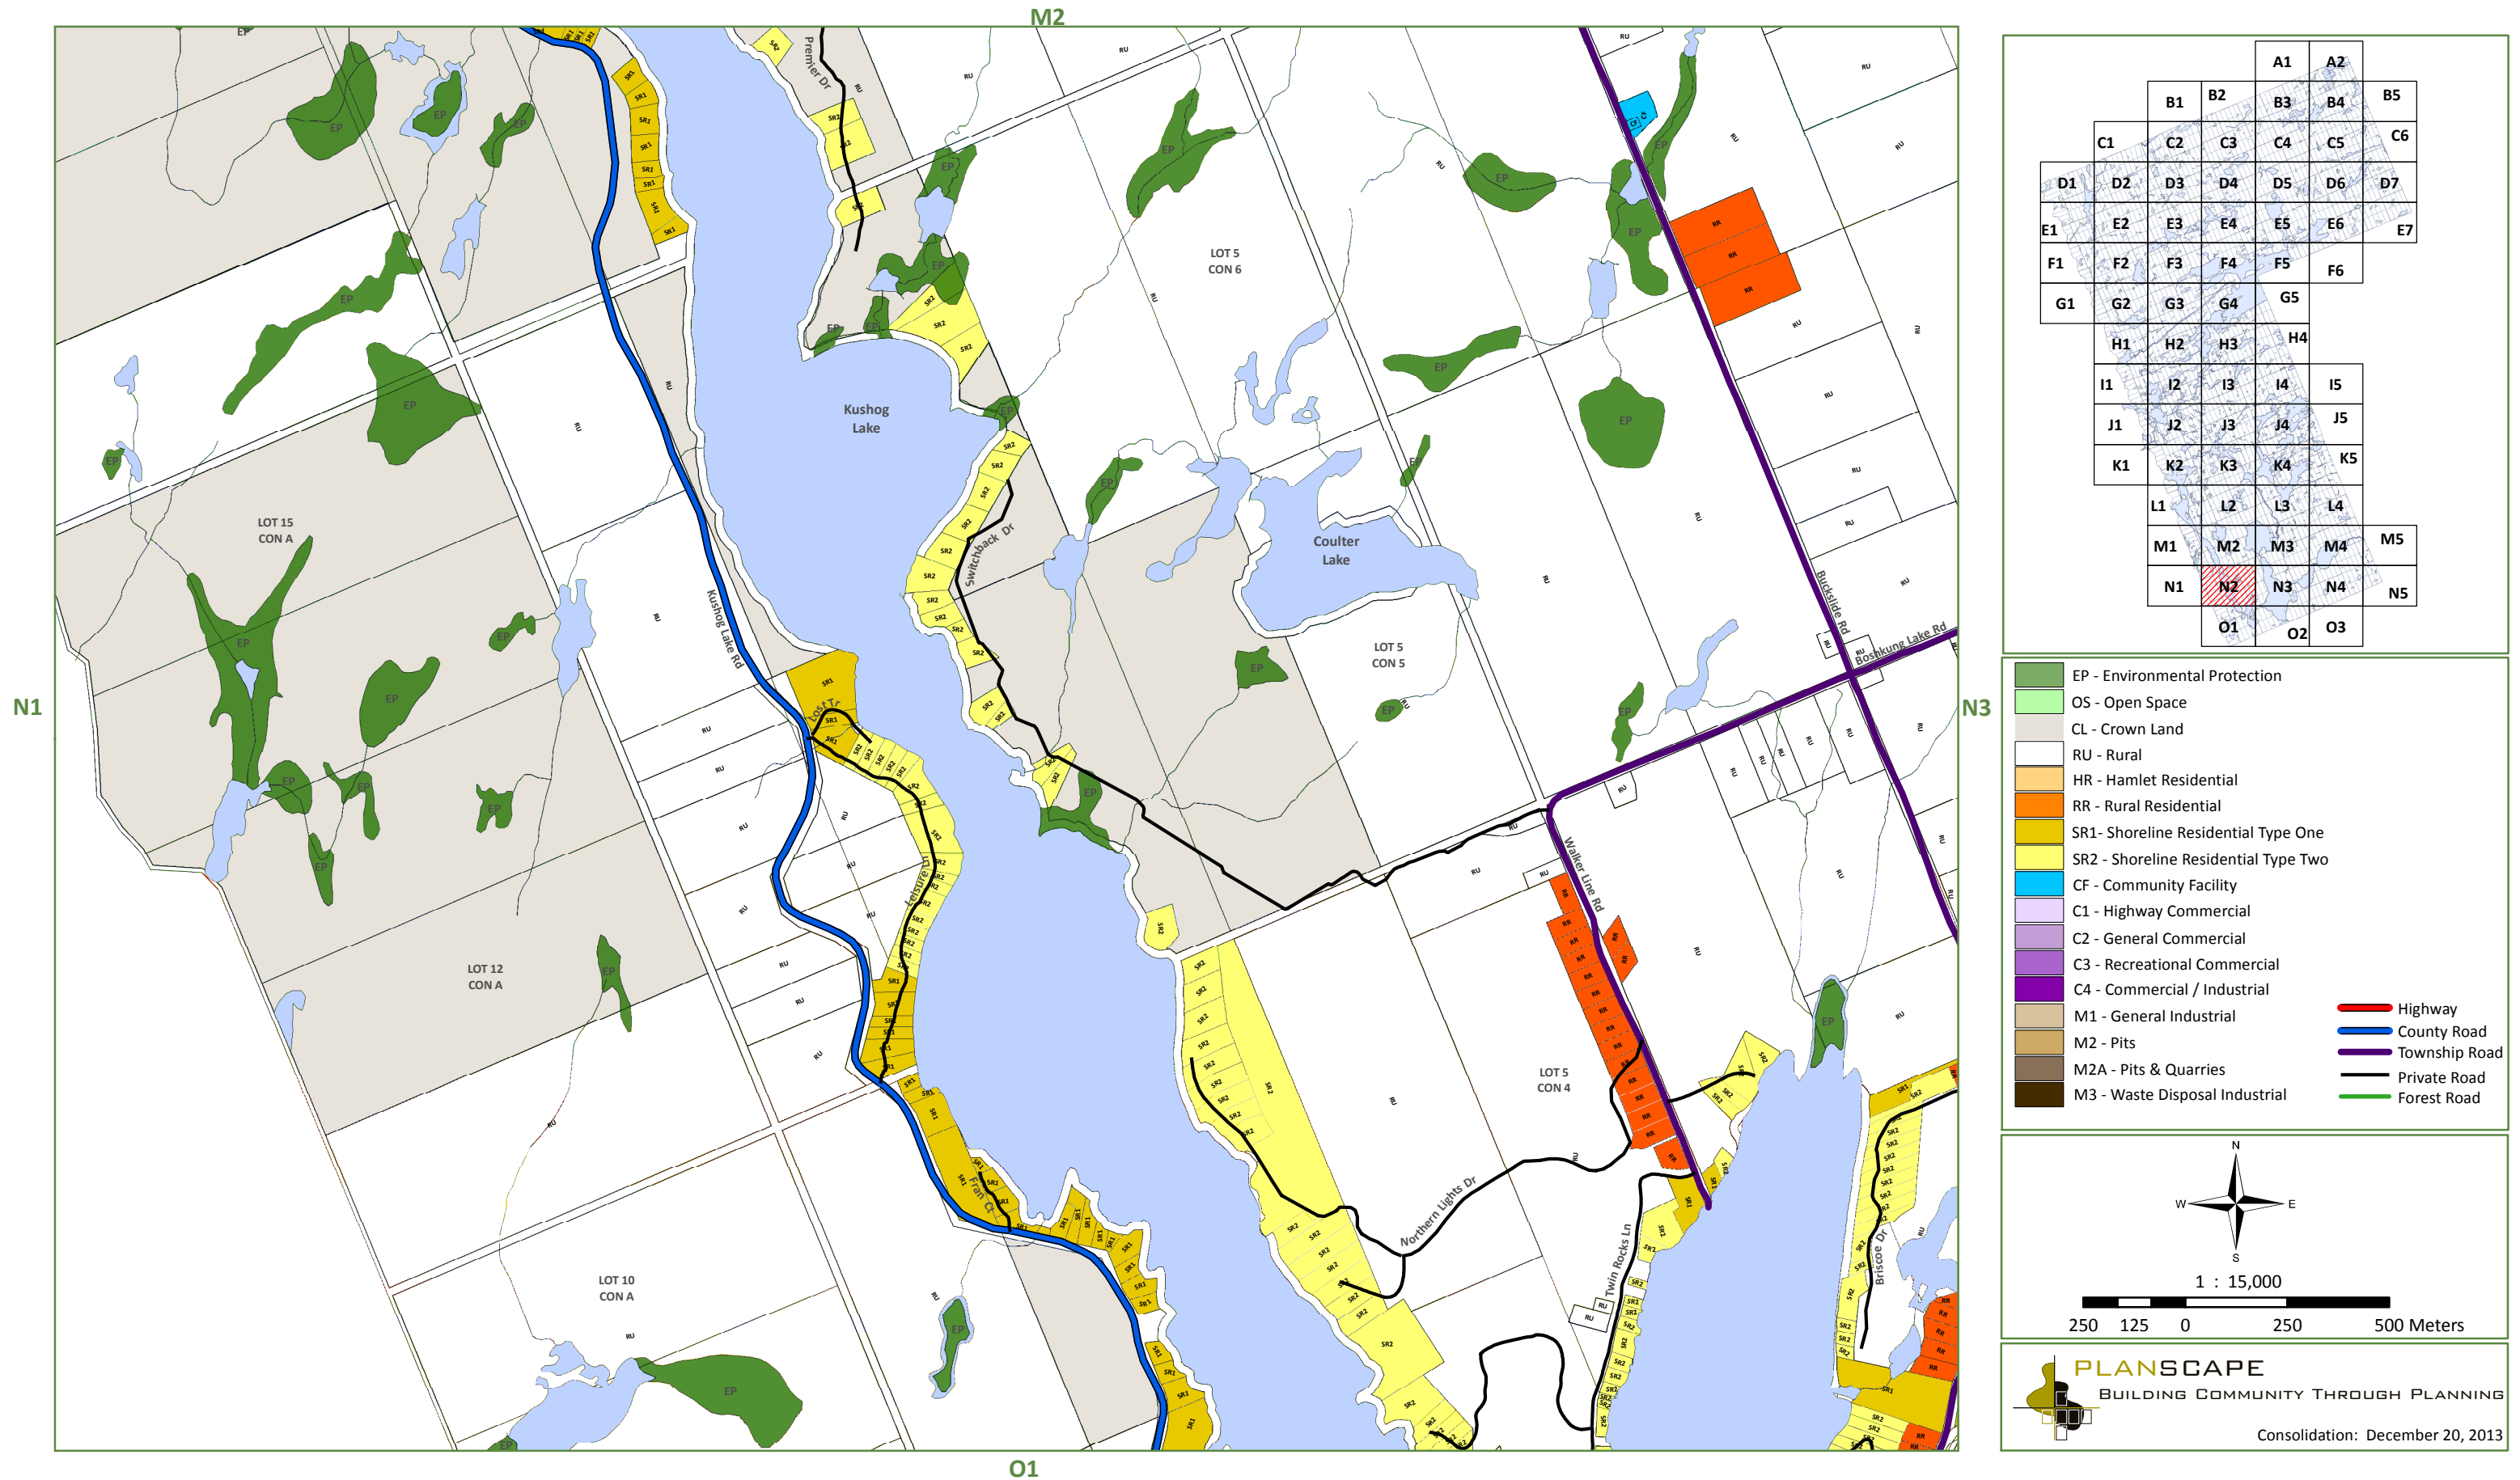 M2
N1
N3
O1
Premier Dr
Kushog
Lake
LOT 5
CON 6
LOT 15
CON A
Switchback Dr
Coulter
Lake
Kushog Lake Rd
Buckslide Rd
Boshkung Lake Rd
LOT 5
CON 5
Lost Tr
Leisure Ln
Walker Line Rd
LOT 12
CON A
LOT 5
CON 4
Fran Ct
Northern Lights Dr
Twin Rocks Ln
Briscoe Dr
LOT 10
CON A
EP
RU
SR1
SR2
RR
CF
A1 A2
B1 B2 B3 B4 B5
C1 C2 C3 C4 C5 C6
D1 D2 D3 D4 D5 D6 D7
E1 E2 E3 E4 E5 E6 E7
F1 F2 F3 F4 F5 F6
G1 G2 G3 G4 G5
H1 H2 H3 H4
I1 I2 I3 I4 I5
J1 J2 J3 J4 J5
K1 K2 K3 K4 K5
L1 L2 L3 L4
M1 M2 M3 M4 M5
N1 N2 N3 N4 N5
O1 O2 O3
EP - Environmental Protection
OS - Open Space
CL - Crown Land
RU - Rural
HR - Hamlet Residential
RR - Rural Residential
SR1- Shoreline Residential Type One
SR2 - Shoreline Residential Type Two
CF - Community Facility
C1 - Highway Commercial
C2 - General Commercial
C3 - Recreational Commercial
C4 - Commercial / Industrial
M1 - General Industrial
M2 - Pits
M2A - Pits & Quarries
M3 - Waste Disposal Industrial
Highway
County Road
Township Road
Private Road
Forest Road
N
W E
S
1 : 15,000
250 125 0 250 500 Meters
PLANSCAPE
BUILDING COMMUNITY THROUGH PLANNING
Consolidation: December 20, 2013